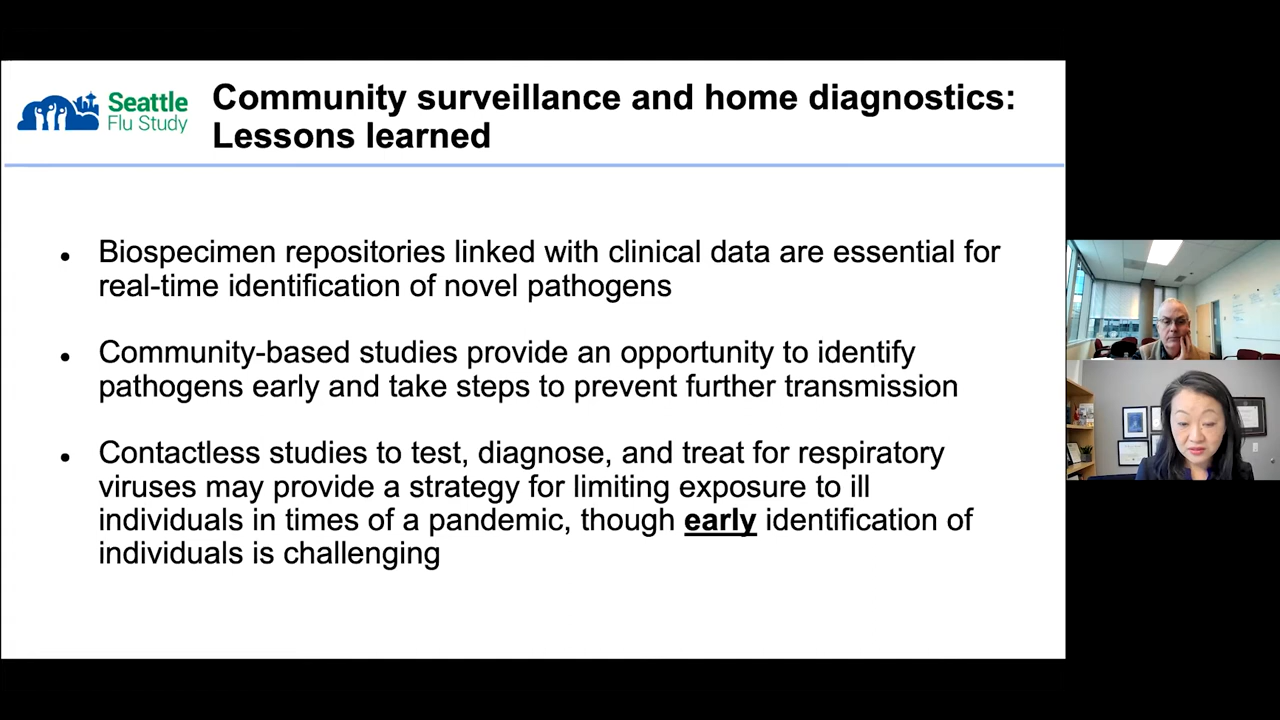 Seattle
Flu Study
Community surveillance and home diagnostics:
Lessons learned
• Biospecimen repositories linked with clinical data are essential for
real-time identification of novel pathogens
• Community-based studies provide an opportunity to identify
pathogens early and take steps to prevent further transmission
• Contactless studies to test, diagnose, and treat for respiratory
viruses may provide a strategy for limiting exposure to ill
individuals in times of a pandemic, though early identification of
individuals is challenging